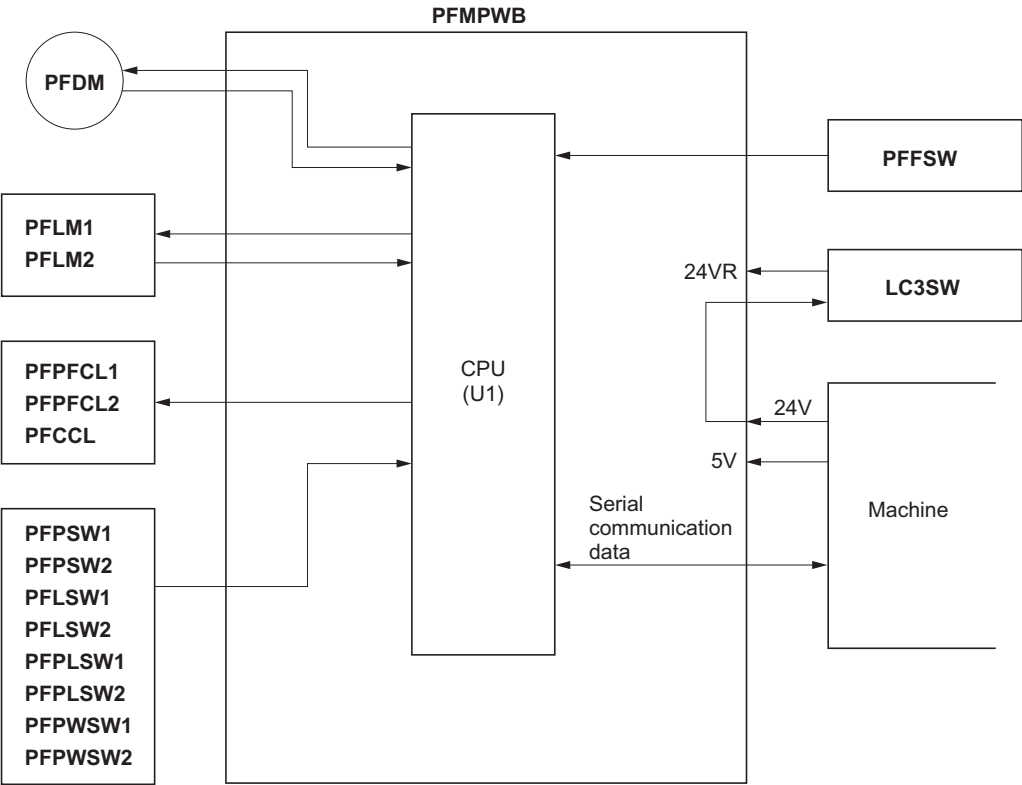 PFMPWB
PFDM
PFFSW
PFLM1
PFLM2
24VR
LC3SW
PFPFCL1
PFPFCL2
PFCCL
CPU
(U1)
24V
5V
Serial
communication
data
Machine
PFPSW1
PFPSW2
PFLSW1
PFLSW2
PFPLSW1
PFPLSW2
PFPWSW1
PFPWSW2